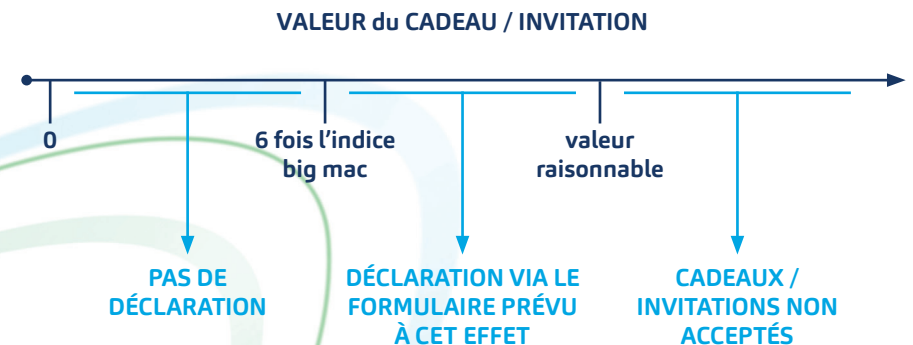 VALEUR du CADEAU / INVITATION
0
6 fois l'indice
big mac
valeur
raisonnable
PAS DE
DÉCLARATION
DÉCLARATION VIA LE
FORMULAIRE PRÉVU
À CET EFFET
CADEAUX /
INVITATIONS NON
ACCEPTÉS